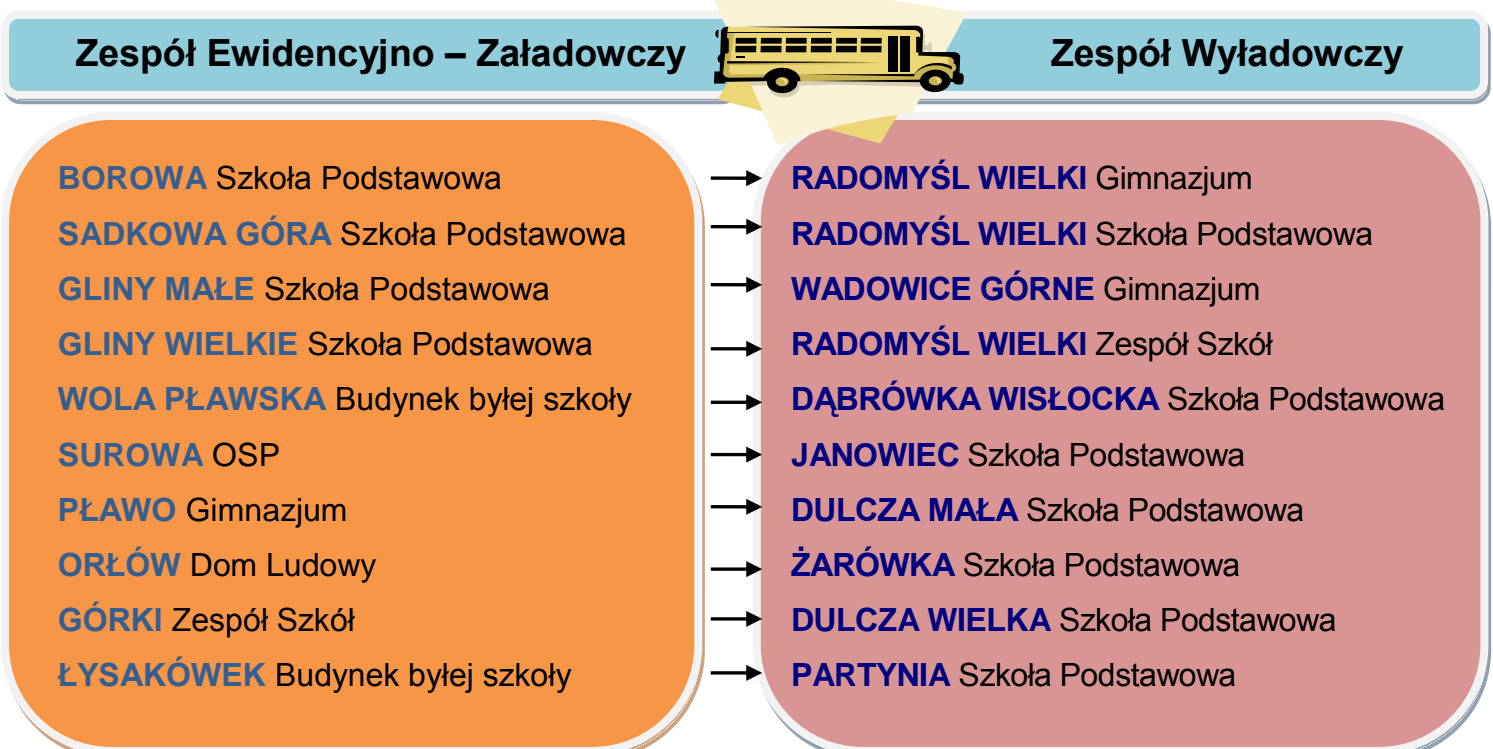 Zespół Ewidencyjno – Załadowczy
Zespół Wyładowczy
BOROWA Szkoła Podstawowa → RADOMYŚL WIELKI Gimnazjum
SADKOWA GÓRA Szkoła Podstawowa → RADOMYŚL WIELKI Szkoła Podstawowa
GLINY MAŁE Szkoła Podstawowa → WADOWICE GÓRNE Gimnazjum
GLINY WIELKIE Szkoła Podstawowa → RADOMYŚL WIELKI Zespół Szkół
WOLA PŁAWSKA Budynek byłej szkoły → DĄBRÓWKA WISŁOCKA Szkoła Podstawowa
SUROWA OSP → JANOWIEC Szkoła Podstawowa
PŁAWO Gimnazjum → DULCZA MAŁA Szkoła Podstawowa
ORŁÓW Dom Ludowy → ŻARÓWKA Szkoła Podstawowa
GÓRKI Zespół Szkół → DULCZA WIELKA Szkoła Podstawowa
ŁYSAKÓWEK Budynek byłej szkoły → PARTYNIA Szkoła Podstawowa